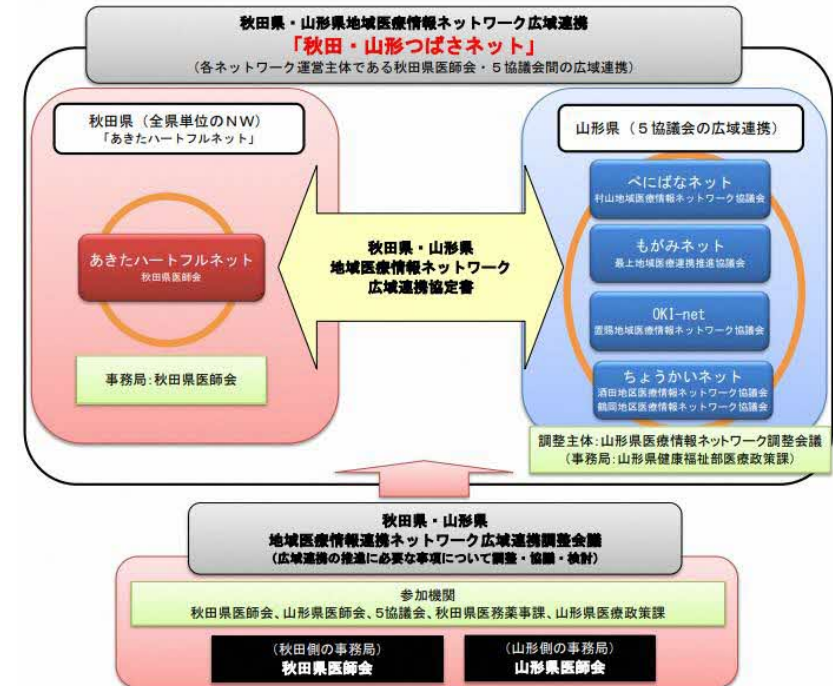 秋田県・山形県地域医療情報ネットワーク広域連携
「秋田・山形つばさネット」
（各ネットワーク運営主体である秋田県医師会・５協議会間の広域連携）
秋田県（全県単位のＮＷ）
「あきたハートフルネット」
あきたハートフルネット
秋田県医師会
事務局：秋田県医師会
秋田県・山形県
地域医療情報ネットワーク
広域連携協定書
山形県（５協議会の広域連携）
べにばなネット
村山地域医療情報ネットワーク協議会
もがみネット
最上地域医療連携推進協議会
OKI-net
置賜地域医療情報ネットワーク協議会
ちょうかいネット
酒田地区医療情報ネットワーク協議会
鶴岡地区医療情報ネットワーク協議会
調整主体：山形県医療情報ネットワーク調整会議
（事務局：山形県健康福祉部医療政策課）
秋田県・山形県
地域医療情報連携ネットワーク広域連携調整会議
（広域連携の推進に必要な事項について調整・協議・検討）
参加機関
秋田県医師会、山形県医師会、５協議会、秋田県医務薬事課、山形県医療政策課
（秋田側の事務局）
秋田県医師会
（山形側の事務局）
山形県医師会